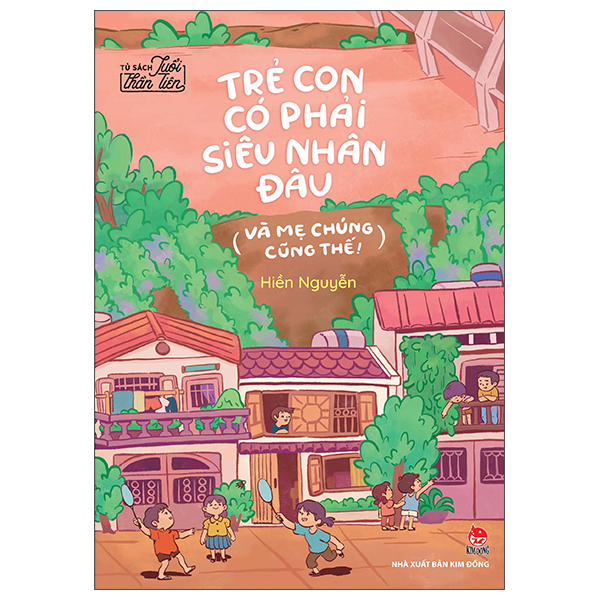 TỦ SÁCH Tuổi
thần tiên
TRẺ CON
CÓ PHẢI
SIÊU NHÂN
ĐÂU
(VÀ MẸ CHÚNG
CŨNG THẾ!)
Hiền Nguyễn
KIM ĐỒNG
NHÀ XUẤT BẢN KIM ĐỒNG